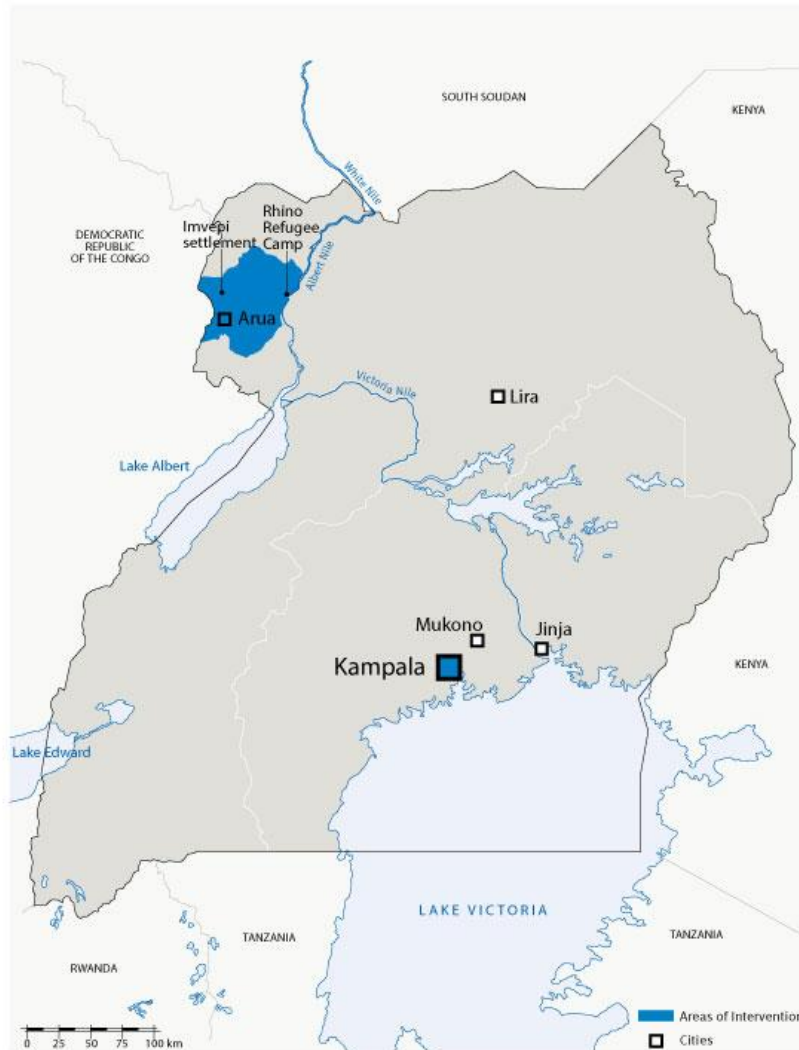 SOUTH SOUDAN
KENYA
White Nile
DEMOCRATIC
REPUBLIC
OF THE CONGO
Imvepi
settlement
Rhino
Refugee
Camp
Albert Nile
Arua
Victoria Nile
Lira
Lake Albert
Mukono
Jinja
Kampala
KENYA
Lake Edward
LAKE VICTORIA
TANZANIA
TANZANIA
RWANDA
Areas of Intervention
Cities
0 25 50 75 100 km